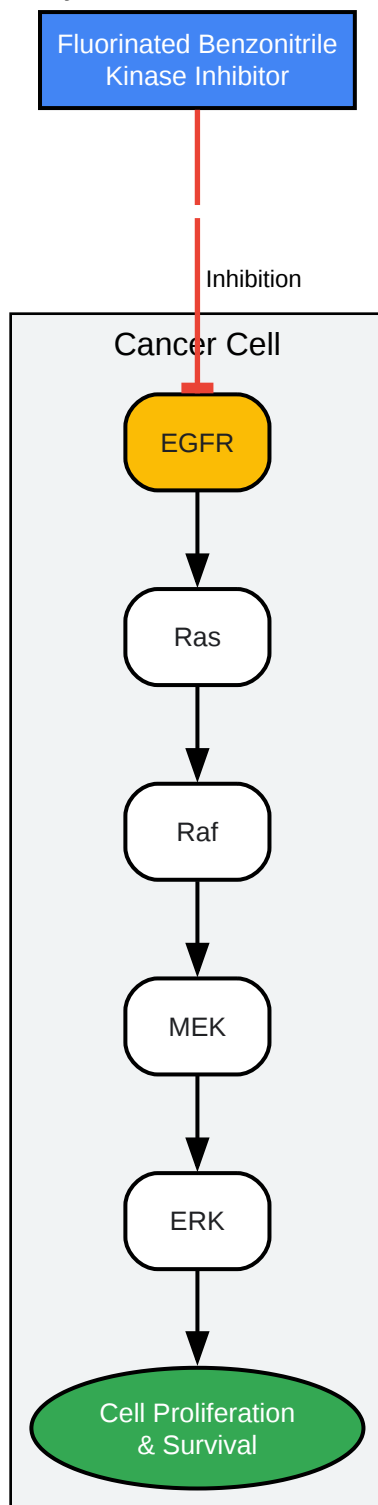 Fluorinated Benzonitrile
Kinase Inhibitor
Inhibition
Cancer Cell
EGFR
Ras
Raf
MEK
ERK
Cell Proliferation
& Survival